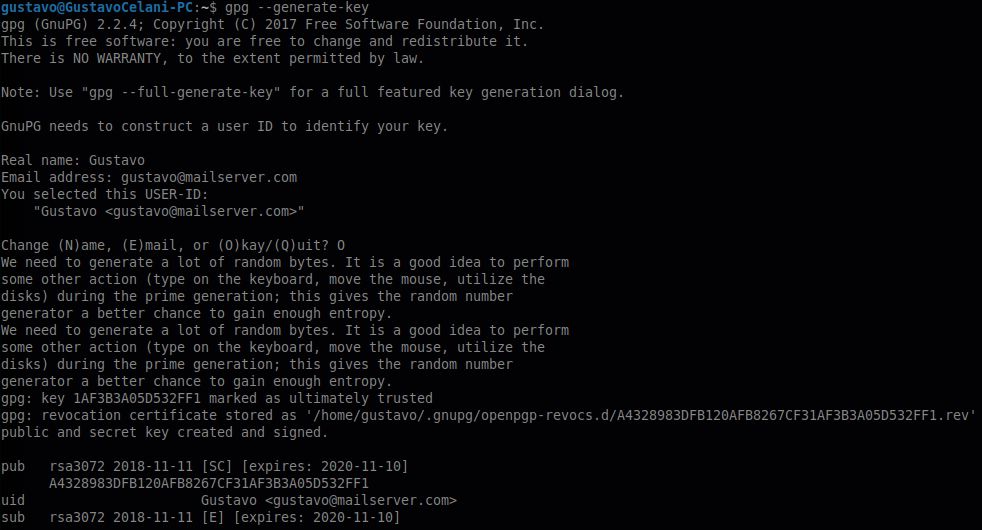 gustavo@GustavoCelani-PC:~$ gpg --generate-key
gpg (GnuPG) 2.2.4; Copyright (C) 2017 Free Software Foundation, Inc.
This is free software: you are free to change and redistribute it.
There is NO WARRANTY, to the extent permitted by law.
Note: Use "gpg --full-generate-key" for a full featured key generation dialog.
GnuPG needs to construct a user ID to identify your key.
Real name: Gustavo
Email address: gustavo@mailserver.com
You selected this USER-ID:
    "Gustavo <gustavo@mailserver.com>"
Change (N)ame, (E)mail, or (O)kay/(Q)uit? O
We need to generate a lot of random bytes. It is a good idea to perform
some other action (type on the keyboard, move the mouse, utilize the
disks) during the prime generation; this gives the random number
generator a better chance to gain enough entropy.
We need to generate a lot of random bytes. It is a good idea to perform
some other action (type on the keyboard, move the mouse, utilize the
disks) during the prime generation; this gives the random number
generator a better chance to gain enough entropy.
gpg: key 1AF3B3A05D532FF1 marked as ultimately trusted
gpg: revocation certificate stored as '/home/gustavo/.gnupg/openpgp-revocs.d/A4328983DFB120AFB8267CF31AF3B3A05D532FF1.rev'
public and secret key created and signed.
pub   rsa3072 2018-11-11 [SC] [expires: 2020-11-10]
      A4328983DFB120AFB8267CF31AF3B3A05D532FF1
uid                      Gustavo <gustavo@mailserver.com>
sub   rsa3072 2018-11-11 [E] [expires: 2020-11-10]